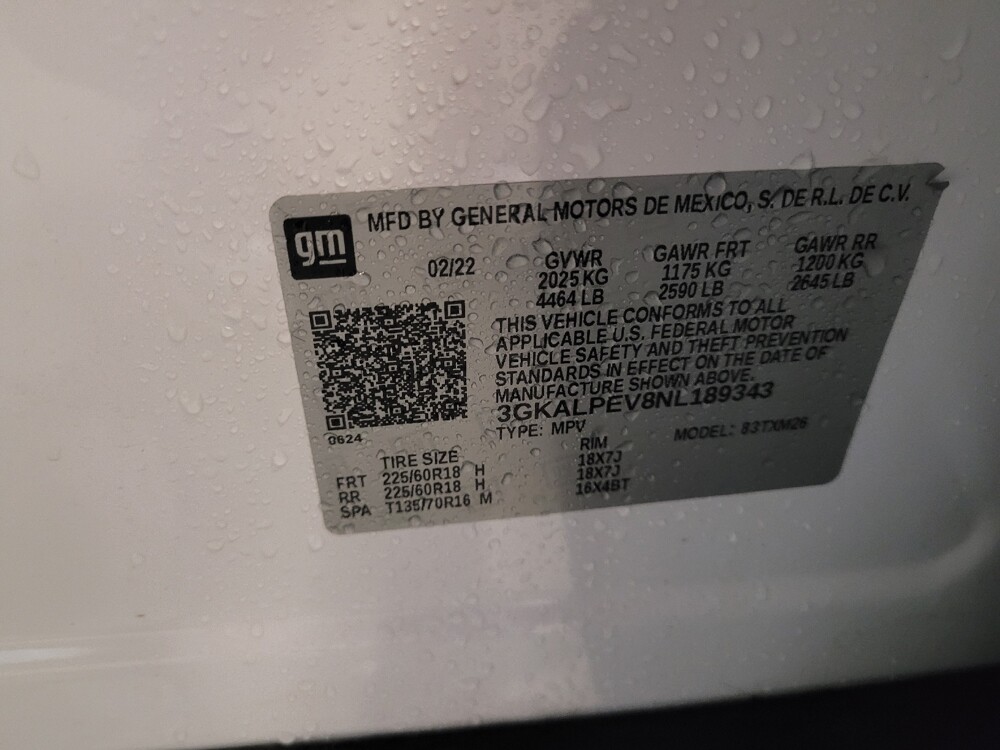 gm
MFD BY GENERAL MOTORS DE MEXICO, S. DE R.L. DE C.V.
02/22 GVWR GAWR FRT GAWR RR
2025 KG 1175 KG 1200 KG
4464 LB 2590 LB 2645 LB
THIS VEHICLE CONFORMS TO ALL
APPLICABLE U.S. FEDERAL MOTOR
VEHICLE SAFETY AND THEFT PREVENTION
STANDARDS IN EFFECT ON THE DATE OF
MANUFACTURE SHOWN ABOVE.
3GKALPEV8NL189343
0624
TYPE: MPV MODEL: 83TXM26
TIRE SIZE RIM
FRT 225/60R18 H 18X7J
RR 225/60R18 H 18X7J
SPA T135/70R16 M 16X4BT